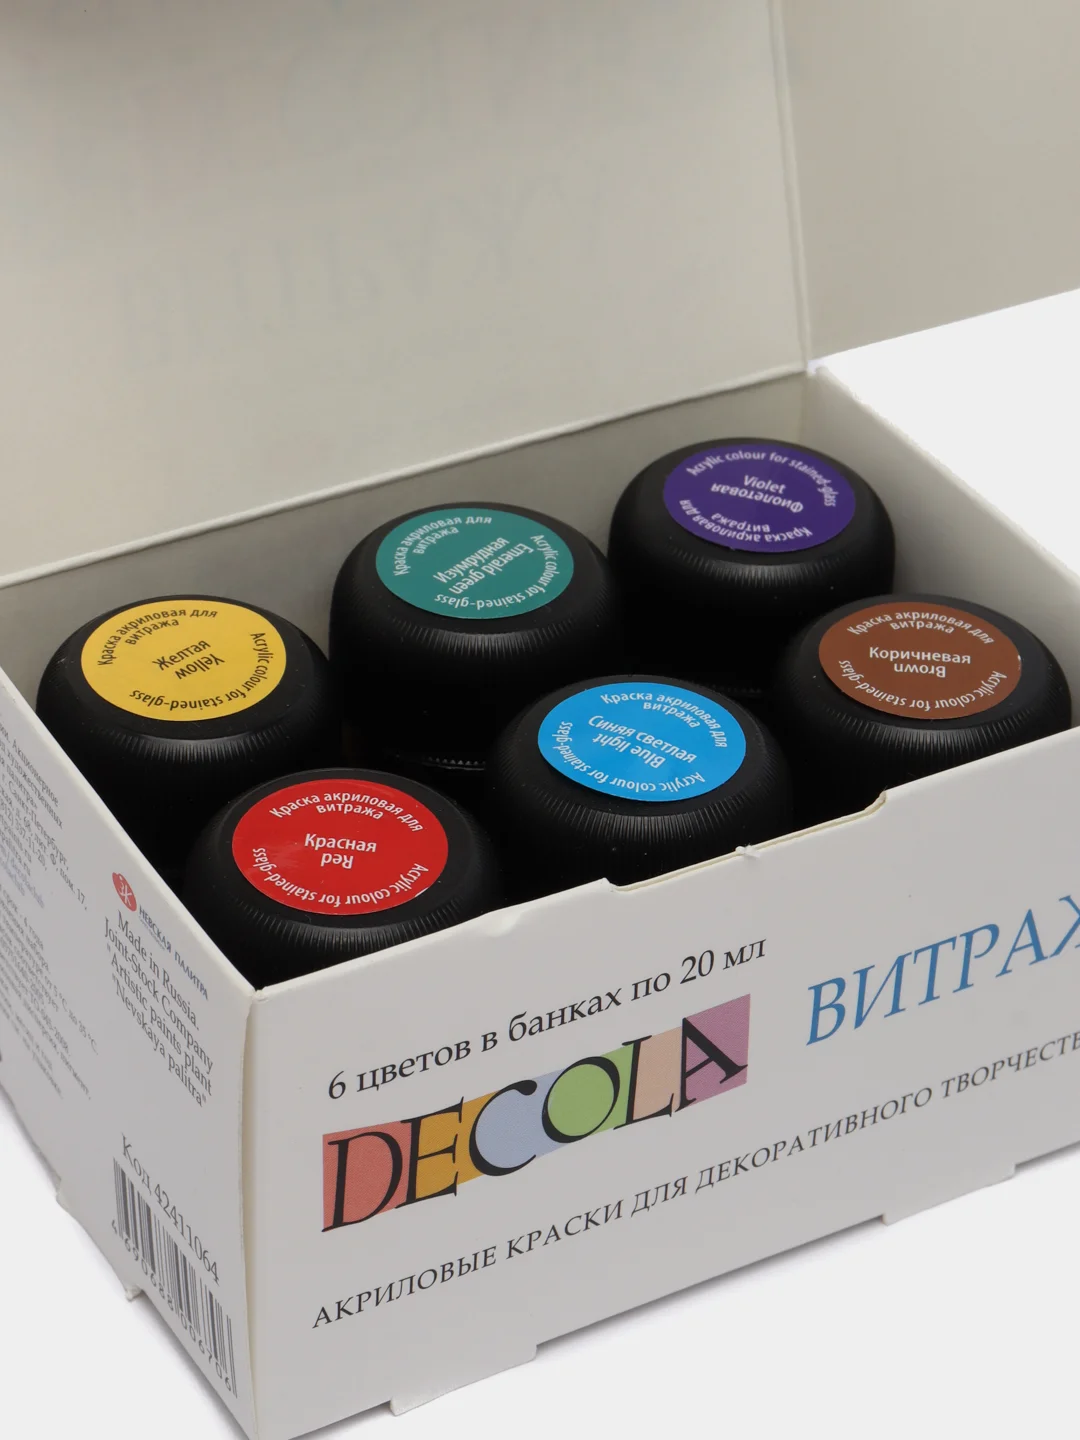 Acrylic colour for stained-glass
Violet
Фиолетовая
Краска акриловая для
витража
Краска акриловая для
витража
Изумрудная
Emerald green
Acrylic colour for stained-glass
Краска акриловая для
витража
Желтая
Yellow
Acrylic colour for stained-glass
Краска акриловая для
витража
Коричневая
Brown
Acrylic colour for stained-glass
Краска акриловая для
витража
Синяя светлая
Blue light
Acrylic colour for stained-glass
Краска акриловая для
витража
Красная
Red
Acrylic colour for stained-glass
6 цветов в банках по 20 мл
DECOLA
ВИТРАЖ
АКРИЛОВЫЕ КРАСКИ ДЛЯ ДЕКОРАТИВНОГО ТВОРЧЕСТВ
НЕВСКАЯ ПАЛИТРА
Made in Russia.
Joint-Stock Company
"Artistic paints plant
"Nevskaya palitra"
Код 42411064
4 690688 006706